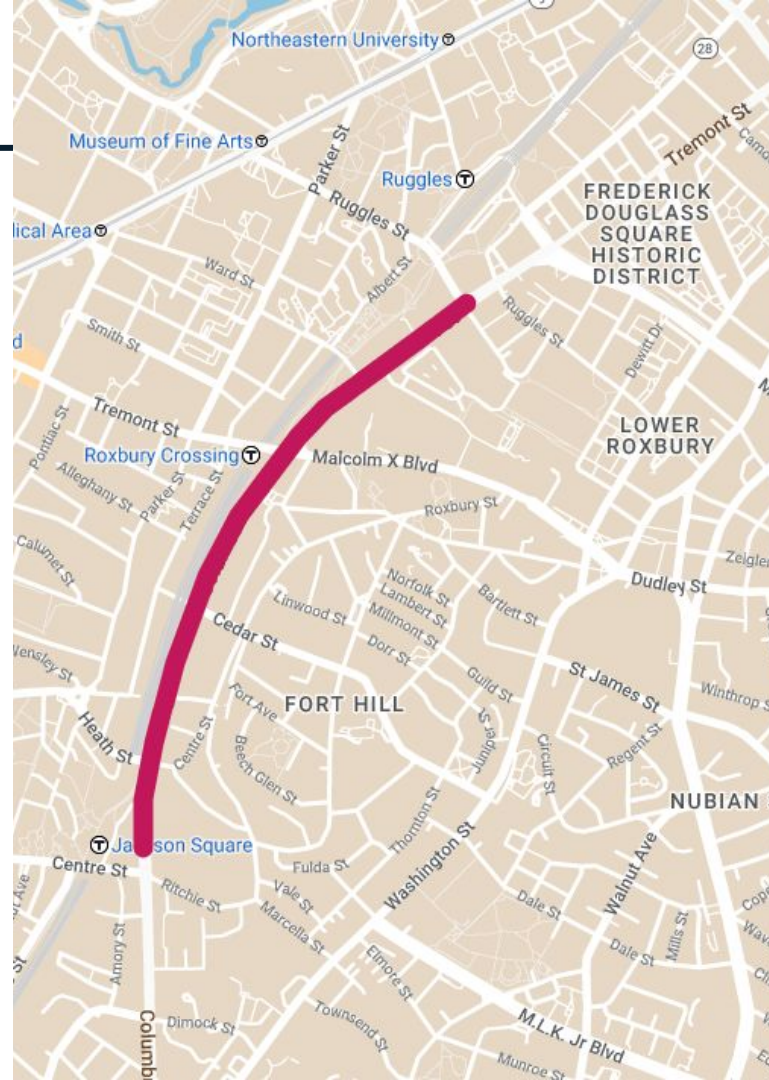 Northeastern University
28
Museum of Fine Arts
Parker St
Tremont St
Ruggles
FREDERICK
DOUGLASS
SQUARE
HISTORIC
DISTRICT
Ruggles St
ical Area
Ward St
Albert St
Smith St
Ruggles St
Dewitt Dr
d
Tremont St
LOWER
ROXBURY
Pontiac St
Roxbury Crossing
Malcolm X Blvd
Alleghany St
Parker St
Terrace St
Roxbury St
Calumet St
Zeigler
Norfolk St
Lambert St
Millmont St
Dudley St
Linwood St
Bartlett St
Cedar St
Dorr St
Guild St
St James St
Winthrop S
Fort Ave
FORT HILL
Heath St
Centre St
Juniper St
Circuit St
Regent St
Beech Glen St
NUBIAN
Thornton St
Jackson Square
Centre St
Washington St
Fulda St
Walnut Ave
Ritchie St
Vale St
Marcella St
Dale St
Mills St
Amory St
Elmore St
Dale St
Columb
Dimock St
Townsend St
M.L.K. Jr Blvd
Munroe St